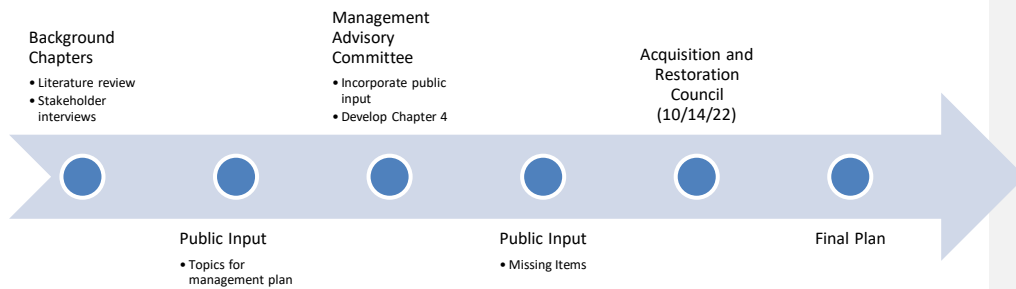 Background
Chapters
• Literature review
• Stakeholder
interviews
Public Input
• Topics for
management plan
Management
Advisory
Committee
• Incorporate public
input
• Develop Chapter 4
Public Input
• Missing Items
Acquisition and
Restoration
Council
(10/14/22)
Final Plan